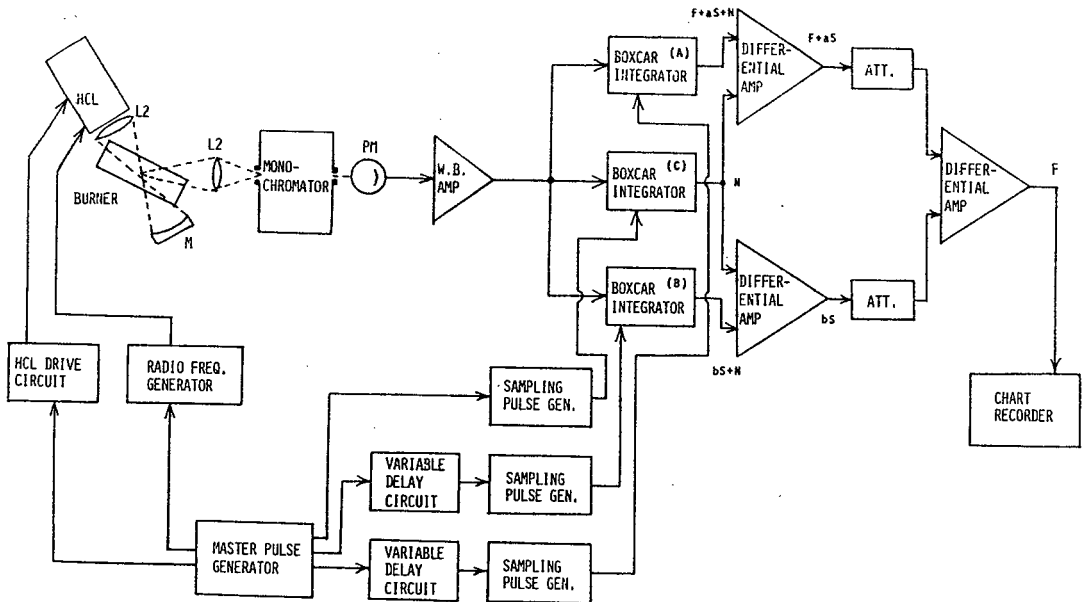 HCL
L2
BURNER
M
L2
MONO-
CHROMATOR
PM
W.B.
AMP
BOXCAR (A)
INTEGRATOR
BOXCAR (C)
INTEGRATOR
BOXCAR (B)
INTEGRATOR
F+aS+N
N
bS+N
DIFFER-
ENTIAL
AMP
DIFFER-
ENTIAL
AMP
F+aS
bS
ATT.
ATT.
DIFFER-
ENTIAL
AMP
F
CHART
RECORDER
HCL DRIVE
CIRCUIT
RADIO FREQ.
GENERATOR
SAMPLING
PULSE GEN.
VARIABLE
DELAY
CIRCUIT
SAMPLING
PULSE GEN.
MASTER PULSE
GENERATOR
VARIABLE
DELAY
CIRCUIT
SAMPLING
PULSE GEN.